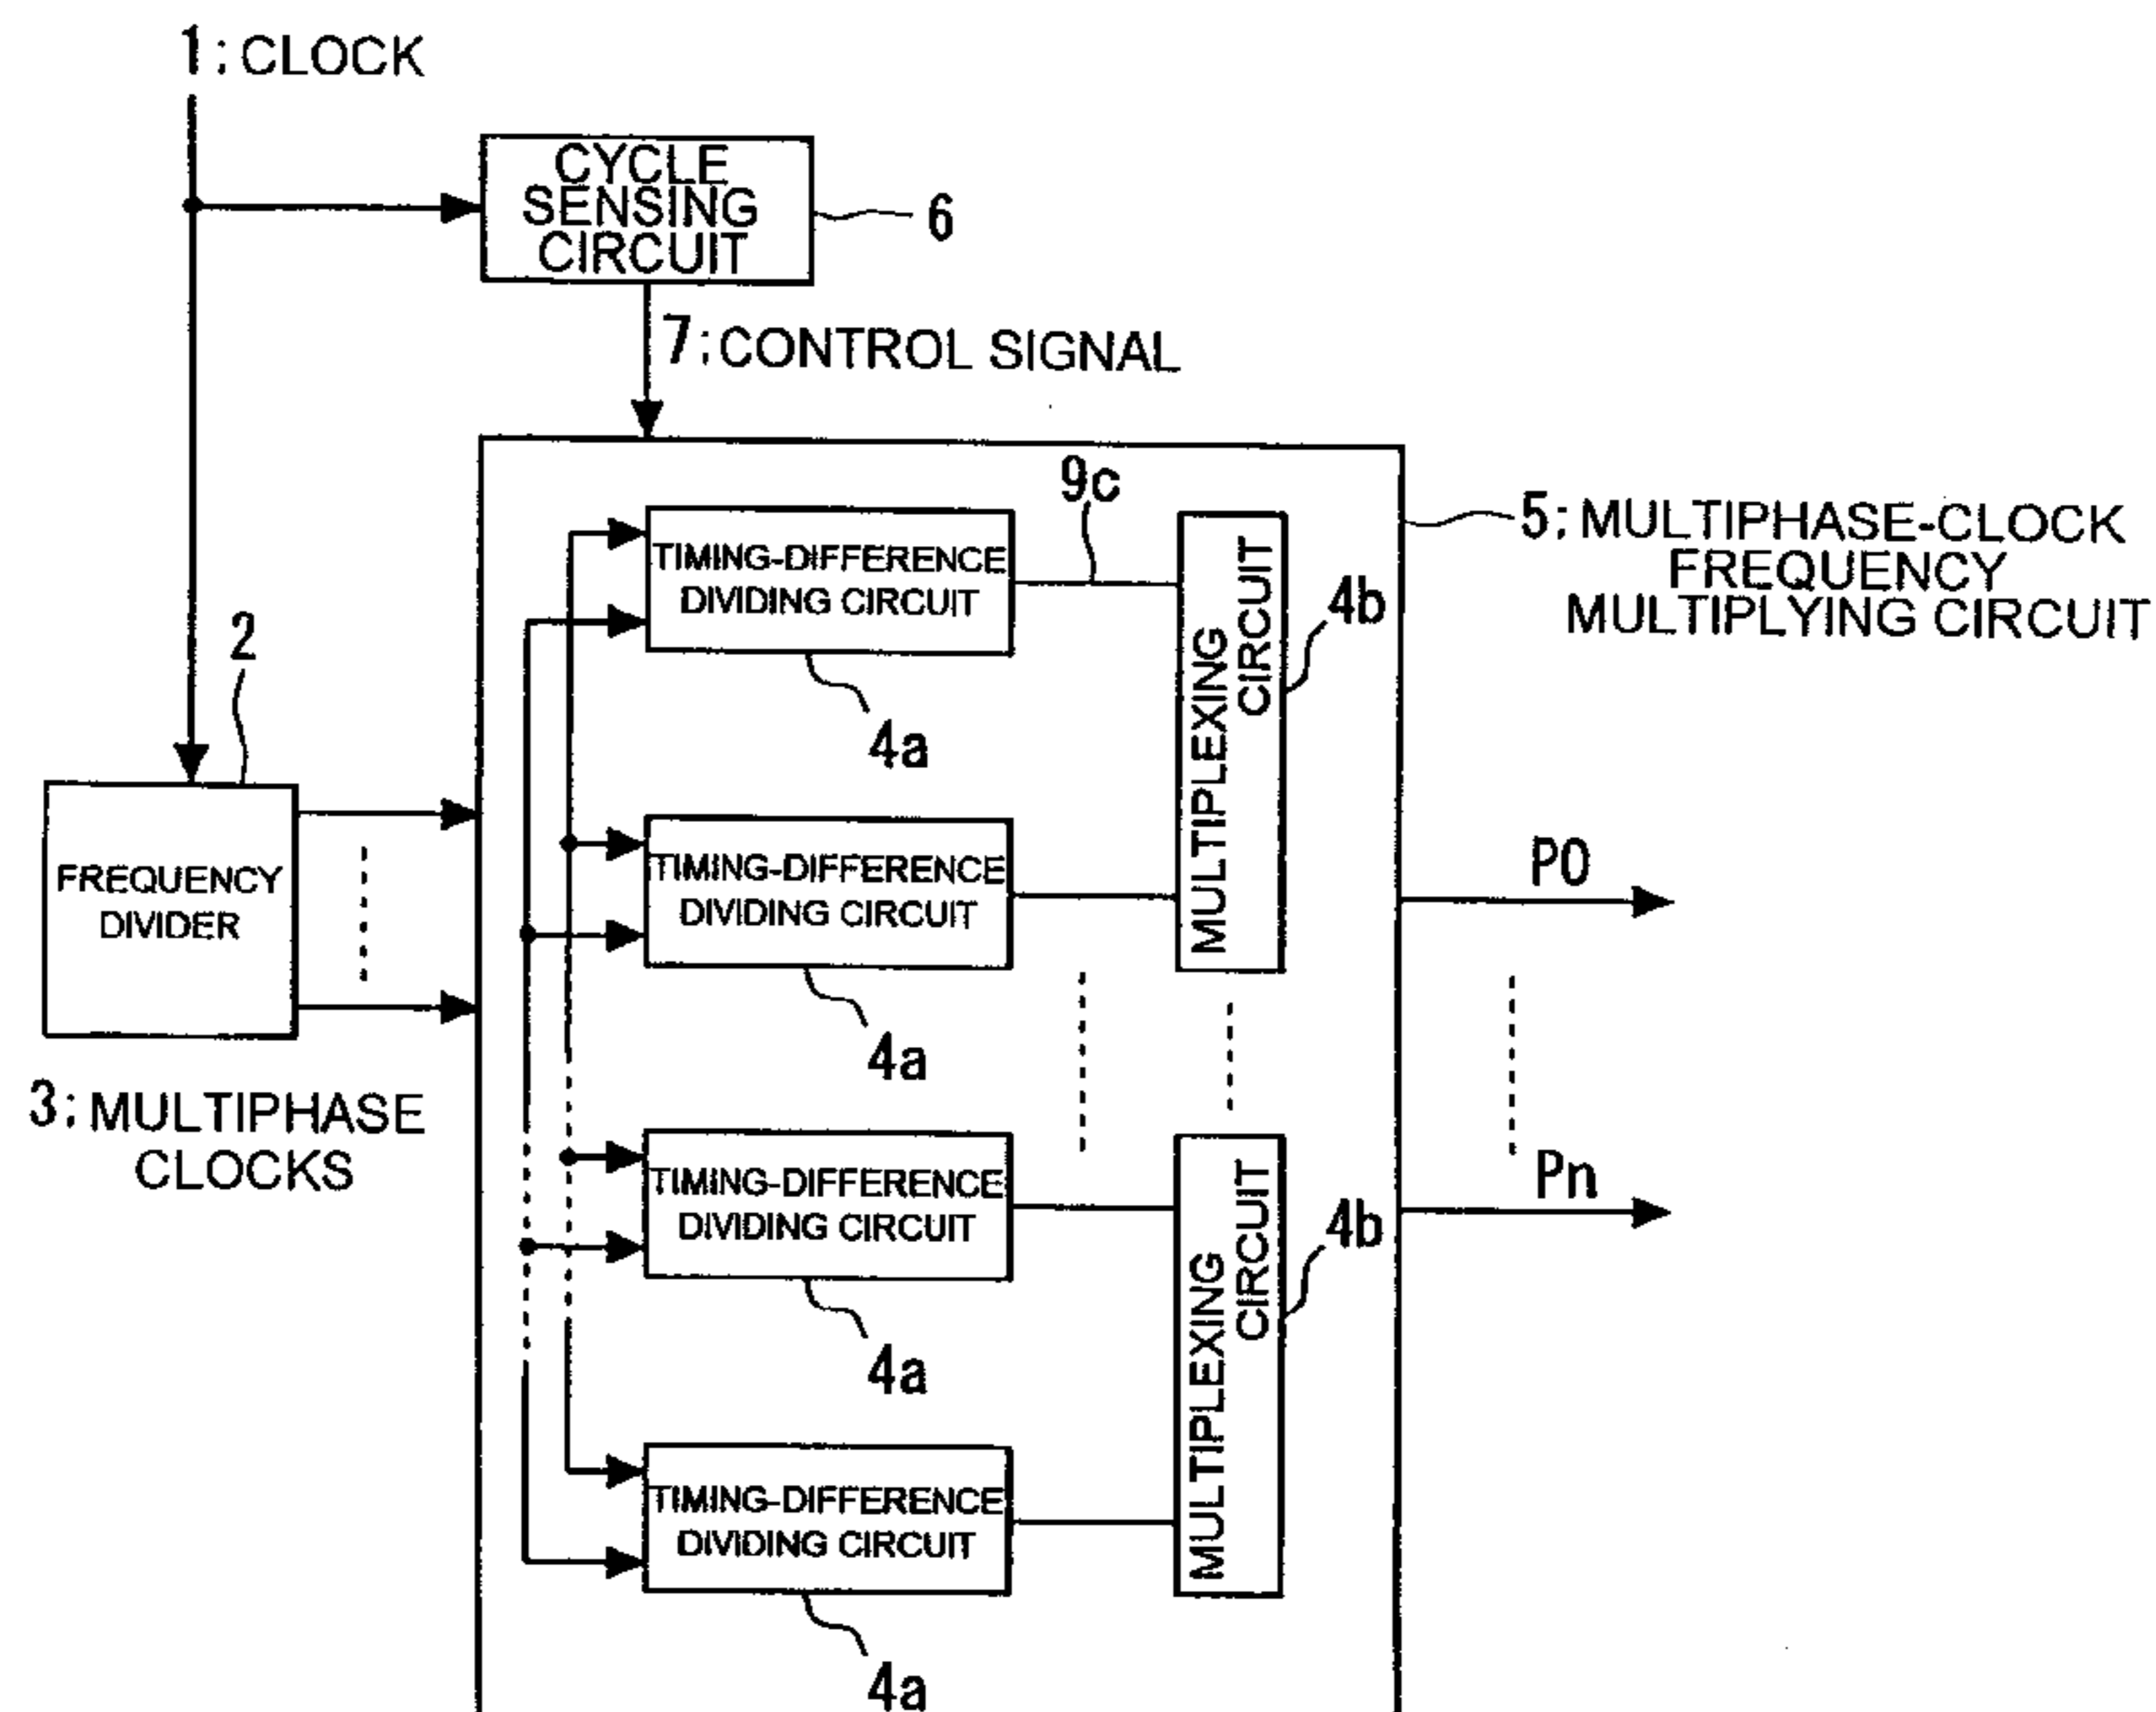 1: CLOCK
CYCLE
SENSING
CIRCUIT
6
7: CONTROL SIGNAL
9c
TIMING-DIFFERENCE
DIVIDING CIRCUIT
4a
MULTIPLEXING
CIRCUIT
4b
5: MULTIPHASE-CLOCK
FREQUENCY
MULTIPLYING CIRCUIT
2
FREQUENCY
DIVIDER
3: MULTIPHASE
CLOCKS
TIMING-DIFFERENCE
DIVIDING CIRCUIT
4a
P0
TIMING-DIFFERENCE
DIVIDING CIRCUIT
4a
MULTIPLEXING
CIRCUIT
4b
Pn
TIMING-DIFFERENCE
DIVIDING CIRCUIT
4a